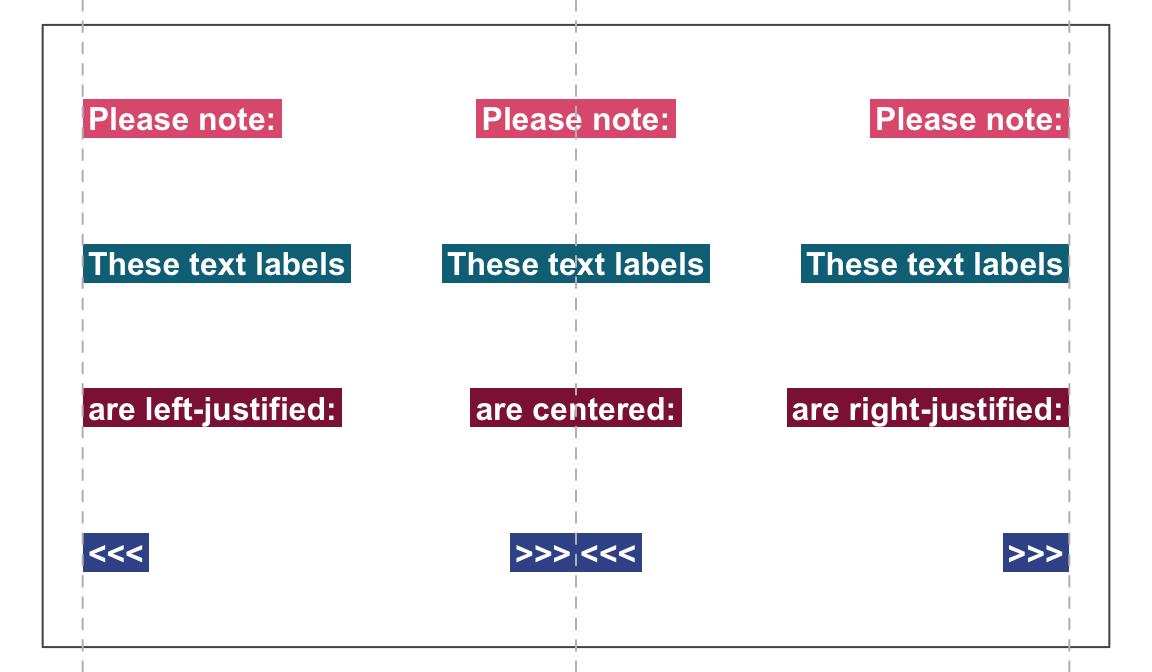 Please note: Please note: Please note:
These text labels These text labels These text labels
are left-justified: are centered: are right-justified:
<<< >>> <<< >>>